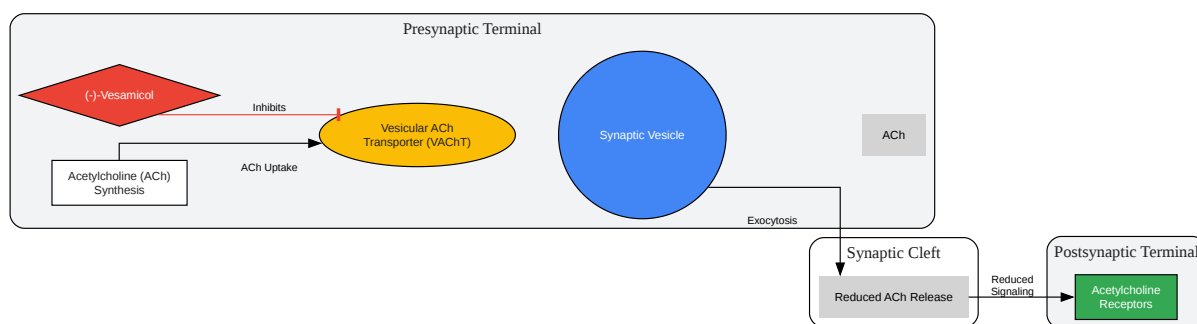 Presynaptic Terminal
(-)-Vesamicol
Inhibits
Vesicular ACh
Transporter (VAChT)
Synaptic Vesicle
ACh
ACh Uptake
Acetylcholine (ACh)
Synthesis
Exocytosis
Synaptic Cleft
Reduced ACh Release
Reduced
Signaling
Postsynaptic Terminal
Acetylcholine
Receptors